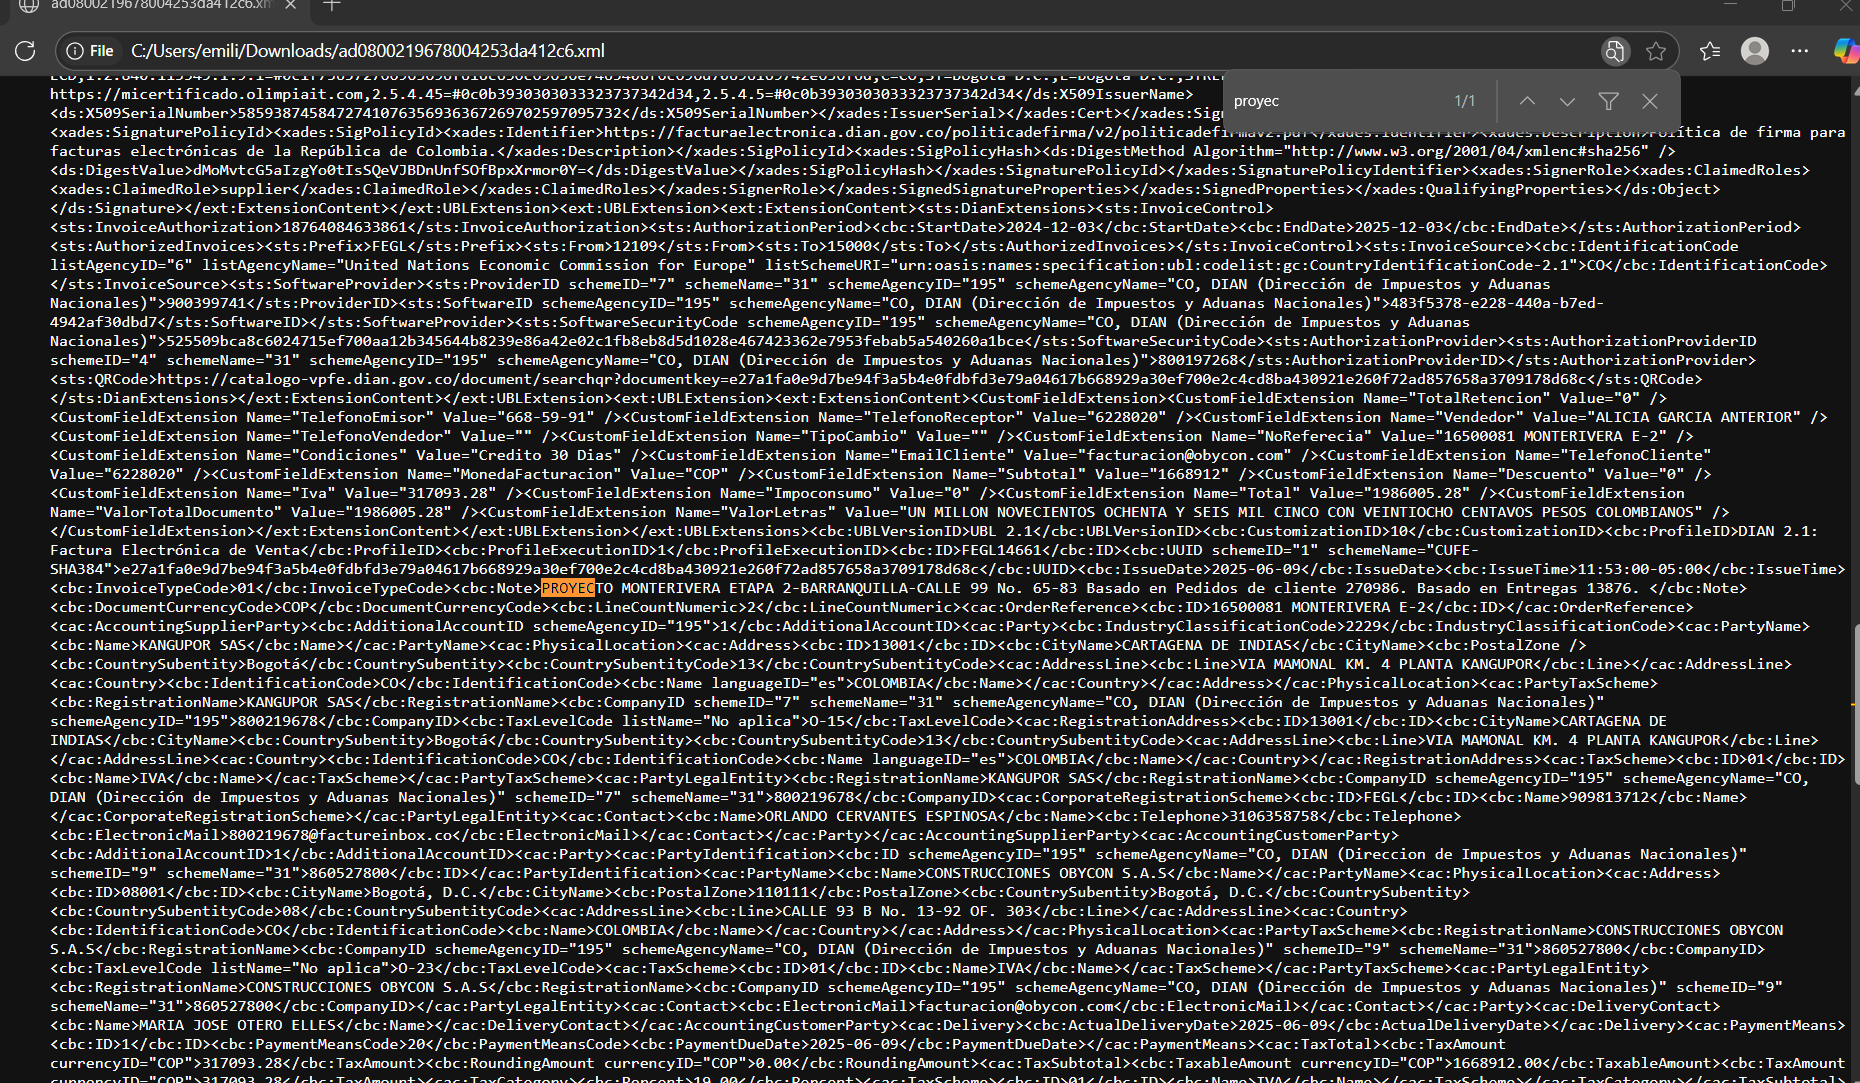 ad0800219678004253da412c6.xml
File
C:/Users/emili/Downloads/ad0800219678004253da412c6.xml
proyec
1/1
https://micertificado.olimpiait.com,2.5.4.45=#0c0b3930303033323737342d34,2.5.4.5=#0c0b3930303033323737342d34</ds:X509IssuerName>
<ds:X509SerialNumber>5859387458472741076356936367269702597095732</ds:X509SerialNumber></xades:IssuerSerial></xades:Cert></xades:Sig
<xades:SignaturePolicyId><xades:SigPolicyId><xades:Identifier>https://facturaelectronica.dian.gov.co/politicadefirma/v2/politicadefirmav2.pdf</xades:Identifier><xades:Description>Política de firma para
facturas electrónicas de la República de Colombia.</xades:Description></xades:SigPolicyId><xades:SigPolicyHash><ds:DigestMethod Algorithm="http://www.w3.org/2001/04/xmlenc#sha256" />
<ds:DigestValue>dMoMvtcG5aIzgYo0tIsSQeVJBDnUnfSOfBpxXrmor0Y=</ds:DigestValue></xades:SigPolicyHash></xades:SignaturePolicyId></xades:SignaturePolicyIdentifier><xades:SignerRole><xades:ClaimedRoles>
<xades:ClaimedRole>supplier</xades:ClaimedRole></xades:ClaimedRoles></xades:SignerRole></xades:SignedSignatureProperties></xades:SignedProperties></xades:QualifyingProperties></ds:Object>
</ds:Signature></ext:ExtensionContent></ext:UBLExtension><ext:UBLExtension><ext:ExtensionContent><sts:DianExtensions><sts:InvoiceControl>
<sts:InvoiceAuthorization>18764084633861</sts:InvoiceAuthorization><sts:AuthorizationPeriod><cbc:StartDate>2024-12-03</cbc:StartDate><cbc:EndDate>2025-12-03</cbc:EndDate></sts:AuthorizationPeriod>
<sts:AuthorizedInvoices><sts:Prefix>FEGL</sts:Prefix><sts:From>12109</sts:From><sts:To>15000</sts:To></sts:AuthorizedInvoices></sts:InvoiceControl><sts:InvoiceSource><cbc:IdentificationCode
listAgencyID="6" listAgencyName="United Nations Economic Commission for Europe" listSchemeURI="urn:oasis:names:specification:ubl:codelist:gc:CountryIdentificationCode-2.1">CO</cbc:IdentificationCode>
</sts:InvoiceSource><sts:SoftwareProvider><sts:ProviderID schemeID="7" schemeName="31" schemeAgencyID="195" schemeAgencyName="CO, DIAN (Dirección de Impuestos y Aduanas
Nacionales)">900399741</sts:ProviderID><sts:SoftwareID schemeAgencyID="195" schemeAgencyName="CO, DIAN (Dirección de Impuestos y Aduanas Nacionales)">483f5378-e228-440a-b7ed-
4942af30dbd7</sts:SoftwareID></sts:SoftwareProvider><sts:SoftwareSecurityCode schemeAgencyID="195" schemeAgencyName="CO, DIAN (Dirección de Impuestos y Aduanas
Nacionales)">525509bca8c6024715ef700aa12b345644b8239e86a42e02c1fb8eb8d5d1028e467423362e7953febab5a540260a1bce</sts:SoftwareSecurityCode><sts:AuthorizationProvider><sts:AuthorizationProviderID
schemeID="4" schemeName="31" schemeAgencyID="195" schemeAgencyName="CO, DIAN (Dirección de Impuestos y Aduanas Nacionales)">800197268</sts:AuthorizationProviderID></sts:AuthorizationProvider>
<sts:QRCode>https://catalogo-vpfe.dian.gov.co/document/searchqr?documentkey=e27a1fa0e9d7be94f3a5b4e0fdbfd3e79a04617b668929a30ef700e2c4cd8ba430921e260f72ad857658a3709178d68c</sts:QRCode>
</sts:DianExtensions></ext:ExtensionContent></ext:UBLExtension><ext:UBLExtension><ext:ExtensionContent><CustomFieldExtension><CustomFieldExtension Name="TotalRetencion" Value="0" />
<CustomFieldExtension Name="TelefonoEmisor" Value="668-59-91" /><CustomFieldExtension Name="TelefonoReceptor" Value="6228020" /><CustomFieldExtension Name="Vendedor" Value="ALICIA GARCIA ANTERIOR" />
<CustomFieldExtension Name="TelefonoVendedor" Value="" /><CustomFieldExtension Name="TipoCambio" Value="" /><CustomFieldExtension Name="NoReferecia" Value="16500081 MONTERIVERA E-2" />
<CustomFieldExtension Name="Condiciones" Value="Credito 30 Dias" /><CustomFieldExtension Name="EmailCliente" Value="facturacion@obycon.com" /><CustomFieldExtension Name="TelefonoCliente"
Value="6228020" /><CustomFieldExtension Name="MonedaFacturacion" Value="COP" /><CustomFieldExtension Name="Subtotal" Value="1668912" /><CustomFieldExtension Name="Descuento" Value="0" />
<CustomFieldExtension Name="Iva" Value="317093.28" /><CustomFieldExtension Name="Impoconsumo" Value="0" /><CustomFieldExtension Name="Total" Value="1986005.28" /><CustomFieldExtension
Name="ValorTotalDocumento" Value="1986005.28" /><CustomFieldExtension Name="ValorLetras" Value="UN MILLON NOVECIENTOS OCHENTA Y SEIS MIL CINCO CON VEINTIOCHO CENTAVOS PESOS COLOMBIANOS" />
</CustomFieldExtension></ext:ExtensionContent></ext:UBLExtension></ext:UBLExtensions><cbc:UBLVersionID>UBL 2.1</cbc:UBLVersionID><cbc:CustomizationID>10</cbc:CustomizationID><cbc:ProfileID>DIAN 2.1:
Factura Electrónica de Venta</cbc:ProfileID><cbc:ProfileExecutionID>1</cbc:ProfileExecutionID><cbc:ID>FEGL14661</cbc:ID><cbc:UUID schemeID="1" schemeName="CUFE-
SHA384">e27a1fa0e9d7be94f3a5b4e0fdbfd3e79a04617b668929a30ef700e2c4cd8ba430921e260f72ad857658a3709178d68c</cbc:UUID><cbc:IssueDate>2025-06-09</cbc:IssueDate><cbc:IssueTime>11:53:00-05:00</cbc:IssueTime>
<cbc:InvoiceTypeCode>01</cbc:InvoiceTypeCode><cbc:Note>PROYECTO MONTERIVERA ETAPA 2-BARRANQUILLA-CALLE 99 No. 65-83 Basado en Pedidos de cliente 270986. Basado en Entregas 13876. </cbc:Note>
<cbc:DocumentCurrencyCode>COP</cbc:DocumentCurrencyCode><cbc:LineCountNumeric>2</cbc:LineCountNumeric><cac:OrderReference><cbc:ID>16500081 MONTERIVERA E-2</cbc:ID></cac:OrderReference>
<cac:AccountingSupplierParty><cbc:AdditionalAccountID schemeAgencyID="195">1</cbc:AdditionalAccountID><cac:Party><cbc:IndustryClassificationCode>2229</cbc:IndustryClassificationCode><cac:PartyName>
<cbc:Name>KANGUPOR SAS</cbc:Name></cac:PartyName><cac:PhysicalLocation><cac:Address><cbc:ID>13001</cbc:ID><cbc:CityName>CARTAGENA DE INDIAS</cbc:CityName><cbc:PostalZone />
<cbc:CountrySubentity>Bogotá</cbc:CountrySubentity><cbc:CountrySubentityCode>13</cbc:CountrySubentityCode><cac:AddressLine><cbc:Line>VIA MAMONAL KM. 4 PLANTA KANGUPOR</cbc:Line></cac:AddressLine>
<cac:Country><cbc:IdentificationCode>CO</cbc:IdentificationCode><cbc:Name languageID="es">COLOMBIA</cbc:Name></cac:Country></cac:Address></cac:PhysicalLocation><cac:PartyTaxScheme>
<cbc:RegistrationName>KANGUPOR SAS</cbc:RegistrationName><cbc:CompanyID schemeID="7" schemeName="31" schemeAgencyName="CO, DIAN (Dirección de Impuestos y Aduanas Nacionales)"
schemeAgencyID="195">800219678</cbc:CompanyID><cbc:TaxLevelCode listName="No aplica">O-15</cbc:TaxLevelCode><cac:RegistrationAddress><cbc:ID>13001</cbc:ID><cbc:CityName>CARTAGENA DE
INDIAS</cbc:CityName><cbc:CountrySubentity>Bogotá</cbc:CountrySubentity><cbc:CountrySubentityCode>13</cbc:CountrySubentityCode><cac:AddressLine><cbc:Line>VIA MAMONAL KM. 4 PLANTA KANGUPOR</cbc:Line>
</cac:AddressLine><cac:Country><cbc:IdentificationCode>CO</cbc:IdentificationCode><cbc:Name languageID="es">COLOMBIA</cbc:Name></cac:Country></cac:RegistrationAddress><cac:TaxScheme><cbc:ID>01</cbc:ID>
<cbc:Name>IVA</cbc:Name></cac:TaxScheme></cac:PartyTaxScheme><cac:PartyLegalEntity><cbc:RegistrationName>KANGUPOR SAS</cbc:RegistrationName><cbc:CompanyID schemeAgencyID="195" schemeAgencyName="CO,
DIAN (Dirección de Impuestos y Aduanas Nacionales)" schemeID="7" schemeName="31">800219678</cbc:CompanyID><cac:CorporateRegistrationScheme><cbc:ID>FEGL</cbc:ID><cbc:Name>909813712</cbc:Name>
</cac:CorporateRegistrationScheme></cac:PartyLegalEntity><cac:Contact><cbc:Name>ORLANDO CERVANTES ESPINOSA</cbc:Name><cbc:Telephone>3106358758</cbc:Telephone>
<cbc:ElectronicMail>800219678@factureinbox.co</cbc:ElectronicMail></cac:Contact></cac:Party></cac:AccountingSupplierParty><cac:AccountingCustomerParty>
<cbc:AdditionalAccountID>1</cbc:AdditionalAccountID><cac:Party><cac:PartyIdentification><cbc:ID schemeAgencyID="195" schemeAgencyName="CO, DIAN (Direccion de Impuestos y Aduanas Nacionales)"
schemeID="9" schemeName="31">860527800</cbc:ID></cac:PartyIdentification><cac:PartyName><cbc:Name>CONSTRUCCIONES OBYCON S.A.S</cbc:Name></cac:PartyName><cac:PhysicalLocation><cac:Address>
<cbc:ID>08001</cbc:ID><cbc:CityName>Bogotá, D.C.</cbc:CityName><cbc:PostalZone>110111</cbc:PostalZone><cbc:CountrySubentity>Bogotá, D.C.</cbc:CountrySubentity>
<cbc:CountrySubentityCode>08</cbc:CountrySubentityCode><cac:AddressLine><cbc:Line>CALLE 93 B No. 13-92 OF. 303</cbc:Line></cac:AddressLine><cac:Country>
<cbc:IdentificationCode>CO</cbc:IdentificationCode><cbc:Name>COLOMBIA</cbc:Name></cac:Country></cac:Address></cac:PhysicalLocation><cac:PartyTaxScheme><cbc:RegistrationName>CONSTRUCCIONES OBYCON
S.A.S</cbc:RegistrationName><cbc:CompanyID schemeAgencyID="195" schemeAgencyName="CO, DIAN (Dirección de Impuestos y Aduanas Nacionales)" schemeID="9" schemeName="31">860527800</cbc:CompanyID>
<cbc:TaxLevelCode listName="No aplica">O-23</cbc:TaxLevelCode><cac:TaxScheme><cbc:ID>01</cbc:ID><cbc:Name>IVA</cbc:Name></cac:TaxScheme></cac:PartyTaxScheme><cac:PartyLegalEntity>
<cbc:RegistrationName>CONSTRUCCIONES OBYCON S.A.S</cbc:RegistrationName><cbc:CompanyID schemeAgencyID="195" schemeAgencyName="CO, DIAN (Dirección de Impuestos y Aduanas Nacionales)" schemeID="9"
schemeName="31">860527800</cbc:CompanyID></cac:PartyLegalEntity><cac:Contact><cbc:ElectronicMail>facturacion@obycon.com</cbc:ElectronicMail></cac:Contact></cac:Party><cac:DeliveryContact>
<cbc:Name>MARIA JOSE OTERO ELLES</cbc:Name></cac:DeliveryContact></cac:AccountingCustomerParty><cac:Delivery><cbc:ActualDeliveryDate>2025-06-09</cbc:ActualDeliveryDate></cac:Delivery><cac:PaymentMeans>
<cbc:ID>1</cbc:ID><cbc:PaymentMeansCode>20</cbc:PaymentMeansCode><cbc:PaymentDueDate>2025-06-09</cbc:PaymentDueDate></cac:PaymentMeans><cac:TaxTotal><cbc:TaxAmount
currencyID="COP">317093.28</cbc:TaxAmount><cbc:RoundingAmount currencyID="COP">0.00</cbc:RoundingAmount><cac:TaxSubtotal><cbc:TaxableAmount currencyID="COP">1668912.00</cbc:TaxableAmount><cbc:TaxAmount
currencyID="COP">317093.28</cbc:TaxAmount><cac:TaxCategory><cbc:Percent>19.00</cbc:Percent><cac:TaxScheme><cbc:ID>01</cbc:ID><cbc:Name>IVA</cbc:Name></cac:TaxScheme></cac:TaxCategory></cac:TaxSubtotal>